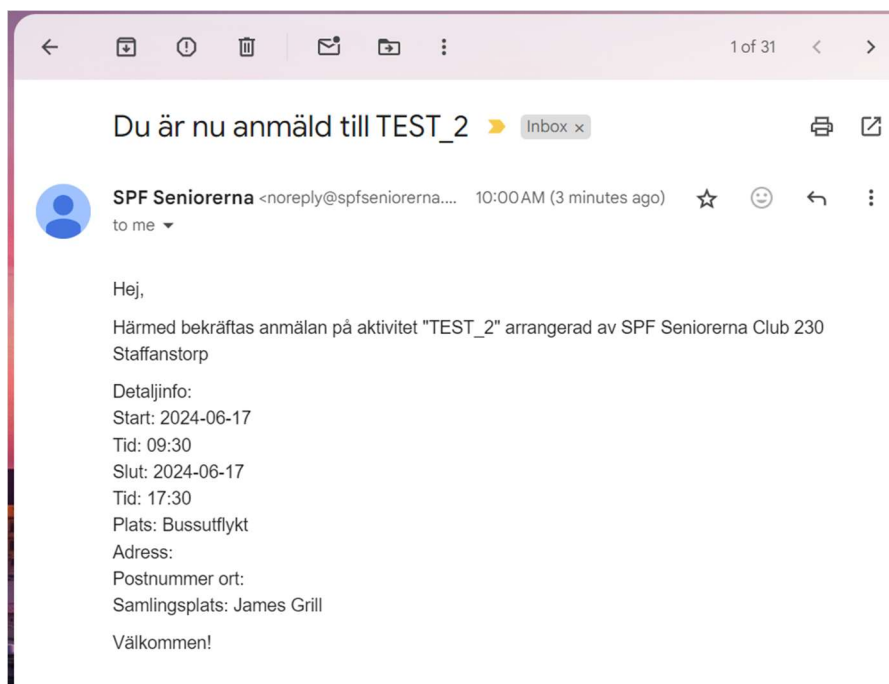 1 of 31
Du är nu anmäld till TEST_2 Inbox x
SPF Seniorerna <noreply@spfseniorerna.... 10:00 AM (3 minutes ago)
to me
Hej,
Härmed bekräftas anmälan på aktivitet "TEST_2" arrangerad av SPF Seniorerna Club 230
Staffanstorp
Detaljinfo:
Start: 2024-06-17
Tid: 09:30
Slut: 2024-06-17
Tid: 17:30
Plats: Bussutflykt
Adress:
Postnummer ort:
Samlingsplats: James Grill
Välkommen!